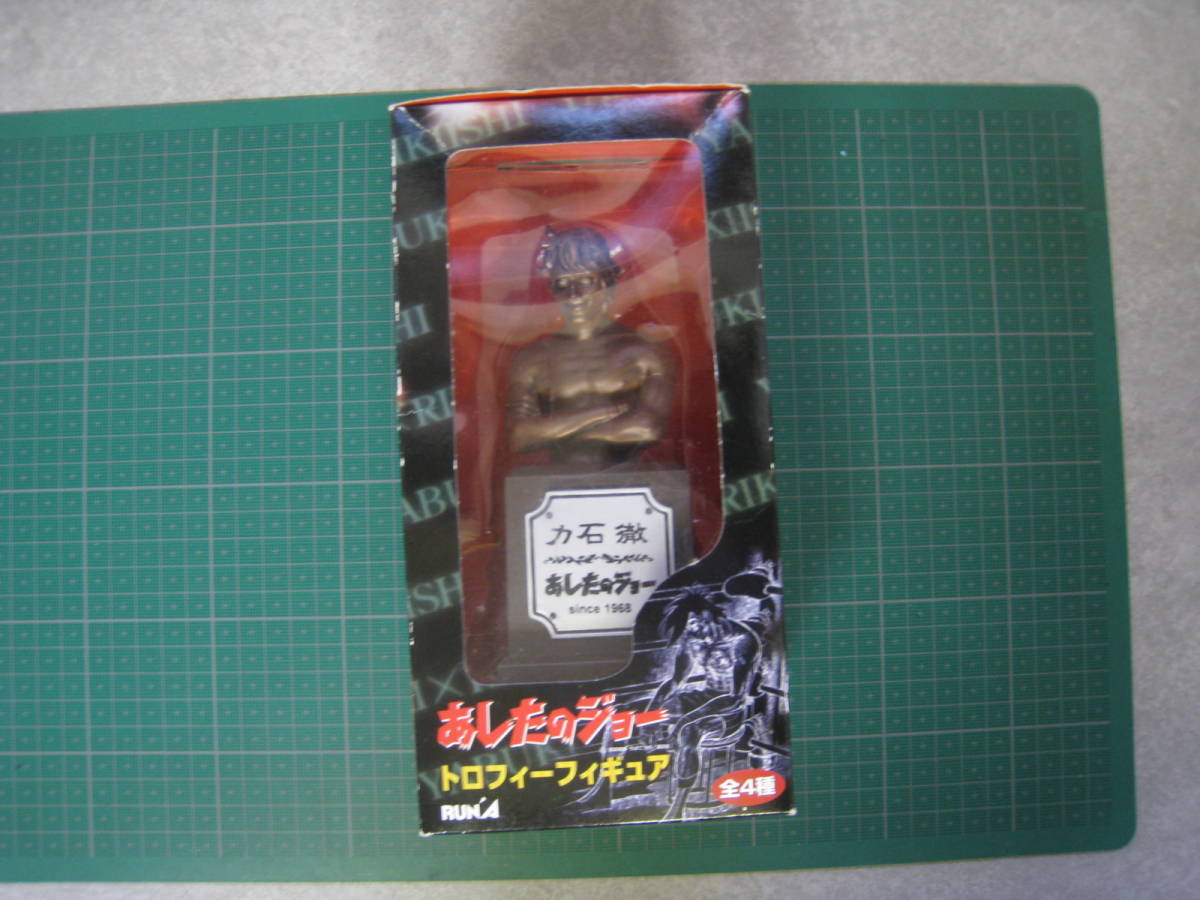 力石 徹
あしたのジョー
since 1968
あしたのジョー
トロフィーフィギュア
RUN'A
全4種